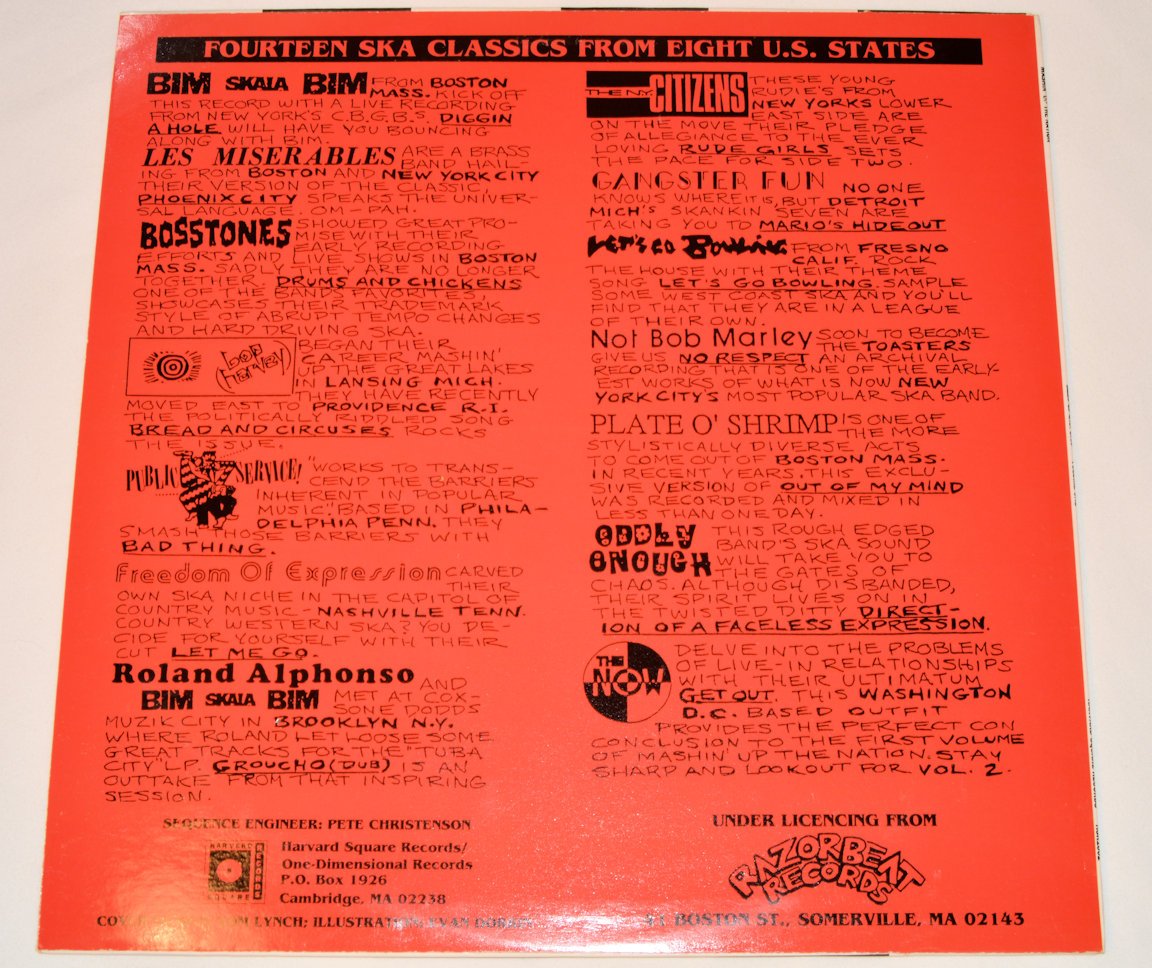 FOURTEEN SKA CLASSICS FROM EIGHT U.S. STATES
BIM SKALA BIM FROM BOSTON
MASS. KICK OFF
THIS RECORD WITH A LIVE RECORDING
FROM NEW YORK'S C.B.G.B'S. DIGGIN
A HOLE WILL HAVE YOU BOUNCING
ALONG WITH BIM.
LES MISERABLES ARE A BRASS
BAND HAIL-
ING FROM BOSTON AND NEW YORK CITY
THEIR VERSION OF THE CLASSIC,
PHOENIX CITY SPEAKS THE UNIVER-
SAL LANGUAGE. OM-PAH.
BOSSTONES SHOWED GREAT PRO-
MISE WITH THEIR
EARLY RECORDING
EFFORTS AND LIVE SHOWS IN BOSTON
MASS. SADLY THEY ARE NO LONGER
TOGETHER. DRUMS AND CHICKENS
ONE OF THE BANDS FAVORITES,
SHOWCASES THEIR TRADEMARK
STYLE OF ABRUPT TEMPO CHANGES
AND HARD DRIVING SKA.
bop (harvey) BEGAN THEIR
CAREER MASHIN'
UP THE GREAT LAKES
IN LANSING MICH.
THEY HAVE RECENTLY
MOVED EAST TO PROVIDENCE R.I.
THE POLITICALLY RIDDLED SONG
BREAD AND CIRCUSES ROCKS
THE ISSUE.
PUBLIC SERVICE! "WORKS TO TRANS-
CEND THE BARRIERS
INHERENT IN POPULAR
MUSIC." BASED IN PHILA-
DELPHIA PENN. THEY
SMASH THOSE BARRIERS WITH
BAD THING.
Freedom Of Expression CARVED
THEIR
OWN SKA NICHE IN THE CAPITOL OF
COUNTRY MUSIC - NASHVILLE TENN.
COUNTRY WESTERN SKA? YOU DE-
CIDE FOR YOURSELF WITH THEIR
CUT LET ME GO.
Roland Alphonso AND
BIM SKALA BIM MET AT COX-
SONE DODDS
MUZIK CITY IN BROOKLYN N.Y.
WHERE ROLAND LET LOOSE SOME
GREAT TRACKS FOR THE "TUBA
CITY" L.P. GROUCHO (DUB) IS AN
OUTTAKE FROM THAT INSPIRING
SESSION.
THE N.Y. CITIZENS THESE YOUNG
RUDIE'S FROM
NEW YORKS LOWER
EAST SIDE ARE
ON THE MOVE THEIR PLEDGE
OF ALLEGIANCE TO THE EVER
LOVING RUDE GIRLS SETS
THE PACE FOR SIDE TWO.
GANGSTER FUN NO ONE
KNOWS WHERE IT IS, BUT DETROIT
MICH'S SKANKIN SEVEN ARE
TAKING YOU TO MARIO'S HIDEOUT
LET'S GO BOWLING FROM FRESNO
CALIF. ROCK
THE HOUSE WITH THEIR THEME
SONG LET'S GO BOWLING. SAMPLE
SOME WEST COAST SKA AND YOU'LL
FIND THAT THEY ARE IN A LEAGUE
OF THEIR OWN.
Not Bob Marley SOON TO BECOME
THE TOASTERS
GIVE US NO RESPECT AN ARCHIVAL
RECORDING THAT IS ONE OF THE EARLY-
EST WORKS OF WHAT IS NOW NEW
YORK CITY'S MOST POPULAR SKA BAND.
PLATE O' SHRIMP IS ONE OF
THE MORE
STYLISTICALLY DIVERSE ACTS
TO COME OUT OF BOSTON MASS.
IN RECENT YEARS. THIS EXCLU-
SIVE VERSION OF OUT OF MY MIND
WAS RECORDED AND MIXED IN
LESS THAN ONE DAY.
ODDLY ENOUGH THIS ROUGH EDGED
BAND'S SKA SOUND
WILL TAKE YOU TO
THE GATES OF
CHAOS. ALTHOUGH DISBANDED,
THEIR SPIRIT LIVES ON IN
THE TWISTED DITTY DIRECT-
ION OF A FACELESS EXPRESSION.
THE NOW DELVE INTO THE PROBLEMS
OF LIVE-IN RELATIONSHIPS
WITH THEIR ULTIMATUM
GET OUT. THIS WASHINGTON
D.C. BASED OUTFIT
PROVIDES THE PERFECT CON
CONCLUSION TO THE FIRST VOLUME
OF MASHIN' UP THE NATION. STAY
SHARP AND LOOKOUT FOR VOL. 2.
SEQUENCE ENGINEER: PETE CHRISTENSON
HARVARD SQUARE RECORDS
Harvard Square Records/
One-Dimensional Records
P.O. Box 1926
Cambridge, MA 02238
LYNCH; ILLUSTRATION: EVAN
UNDER LICENCING FROM
RAZORBEAT RECORDS
BOSTON ST., SOMERVILLE, MA 02143